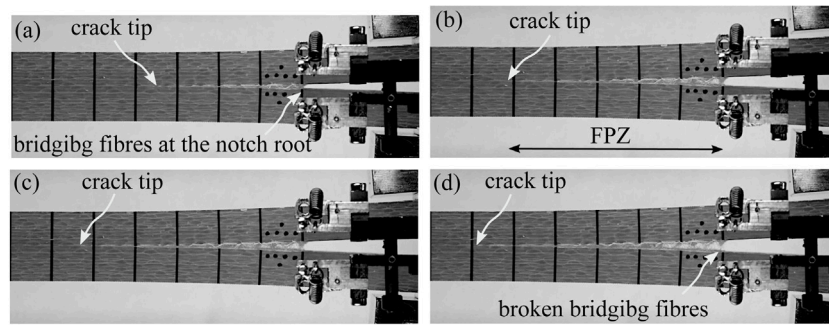 (a)
crack tip
bridgibg fibres at the notch root
(b)
crack tip
FPZ
(c)
crack tip
(d)
crack tip
broken bridgibg fibres